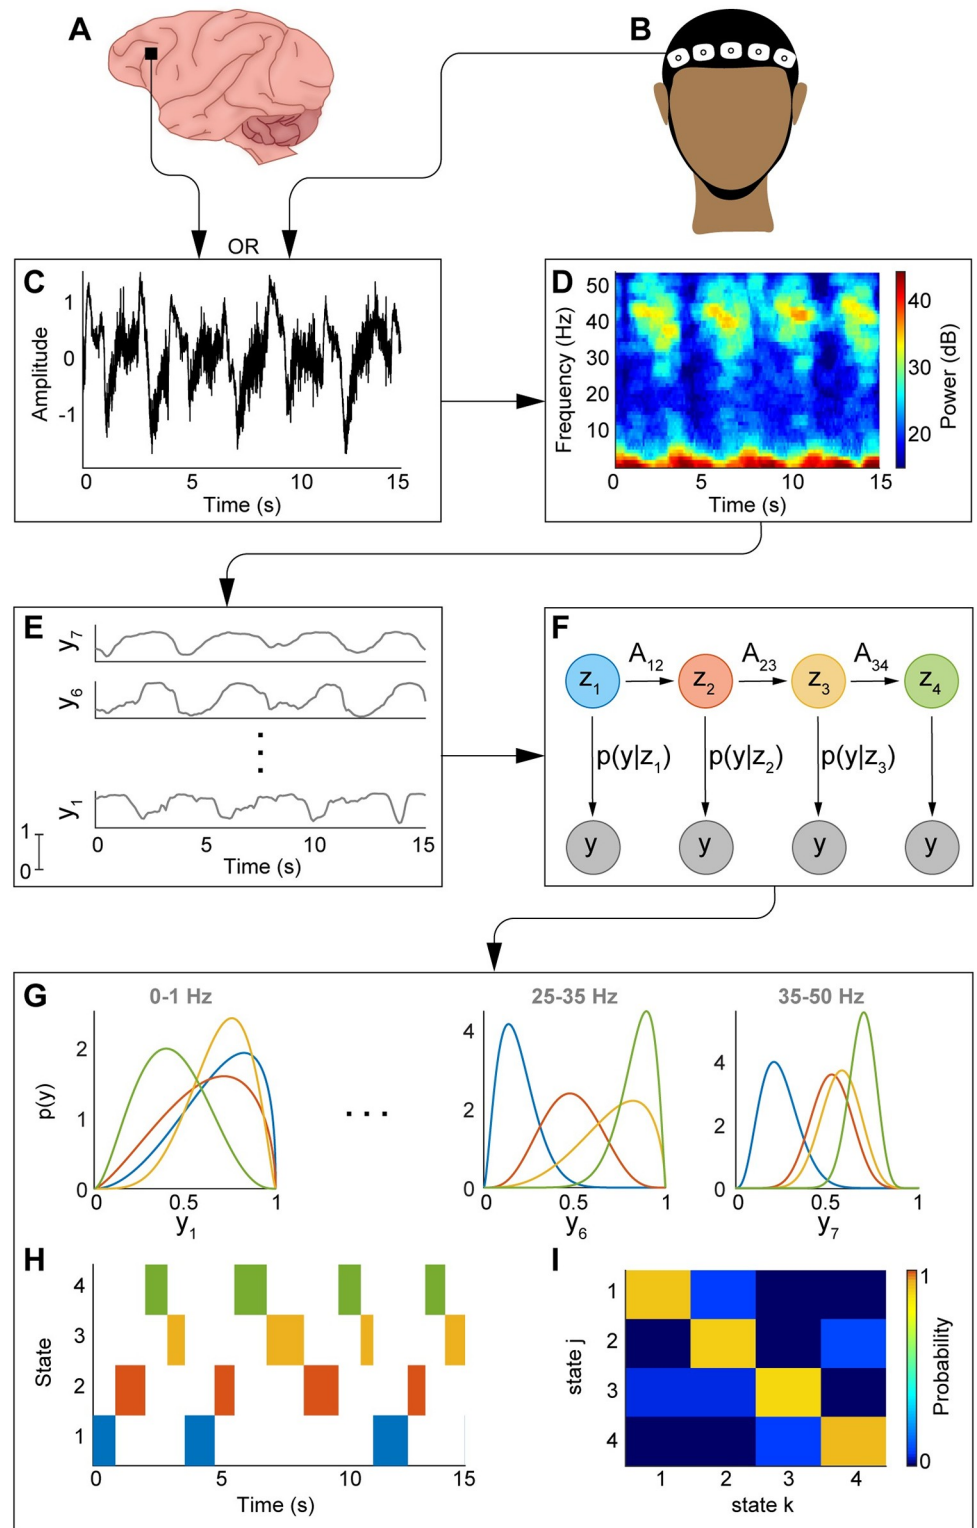 A
B
OR
C
Amplitude
1
0
-1
0 5 10 15
Time (s)
D
Frequency (Hz)
50
40
30
20
10
0 5 10 15
Time (s)
40
30
20
Power (dB)
E
y7
y6
y1
1
0
0 5 10 15
Time (s)
F
z1 A12 z2 A23 z3 A34 z4
p(y|z1) p(y|z2) p(y|z3)
y y y y
G
0-1 Hz
p(y)
2
1
0
0 0.5 1
y1
...
25-35 Hz
4
2
0
0 0.5 1
y6
35-50 Hz
4
2
0
0 0.5 1
y7
H
State
4
3
2
1
0 5 10 15
Time (s)
I
state j
1
2
3
4
1 2 3 4
state k
1
0
Probability